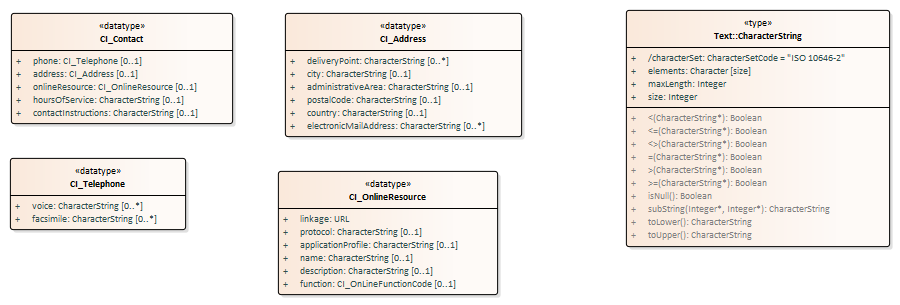 «datatype»
CI_Contact
+ phone: CI_Telephone [0..1]
+ address: CI_Address [0..1]
+ onlineResource: CI_OnlineResource [0..1]
+ hoursOfService: CharacterString [0..1]
+ contactInstructions: CharacterString [0..1]
«datatype»
CI_Address
+ deliveryPoint: CharacterString [0..*]
+ city: CharacterString [0..1]
+ administrativeArea: CharacterString [0..1]
+ postalCode: CharacterString [0..1]
+ country: CharacterString [0..1]
+ electronicMailAddress: CharacterString [0..*]
«type»
Text::CharacterString
+ /characterSet: CharacterSetCode = "ISO 10646-2"
+ elements: Character [size]
+ maxLength: Integer
+ size: Integer
+ <(CharacterString*): Boolean
+ <=(CharacterString*): Boolean
+ <>(CharacterString*): Boolean
+ =(CharacterString*): Boolean
+ >(CharacterString*): Boolean
+ >=(CharacterString*): Boolean
+ isNull(): Boolean
+ subString(Integer*, Integer*): CharacterString
+ toLower(): CharacterString
+ toUpper(): CharacterString
«datatype»
CI_Telephone
+ voice: CharacterString [0..*]
+ facsimile: CharacterString [0..*]
«datatype»
CI_OnlineResource
+ linkage: URL
+ protocol: CharacterString [0..1]
+ applicationProfile: CharacterString [0..1]
+ name: CharacterString [0..1]
+ description: CharacterString [0..1]
+ function: CI_OnLineFunctionCode [0..1]